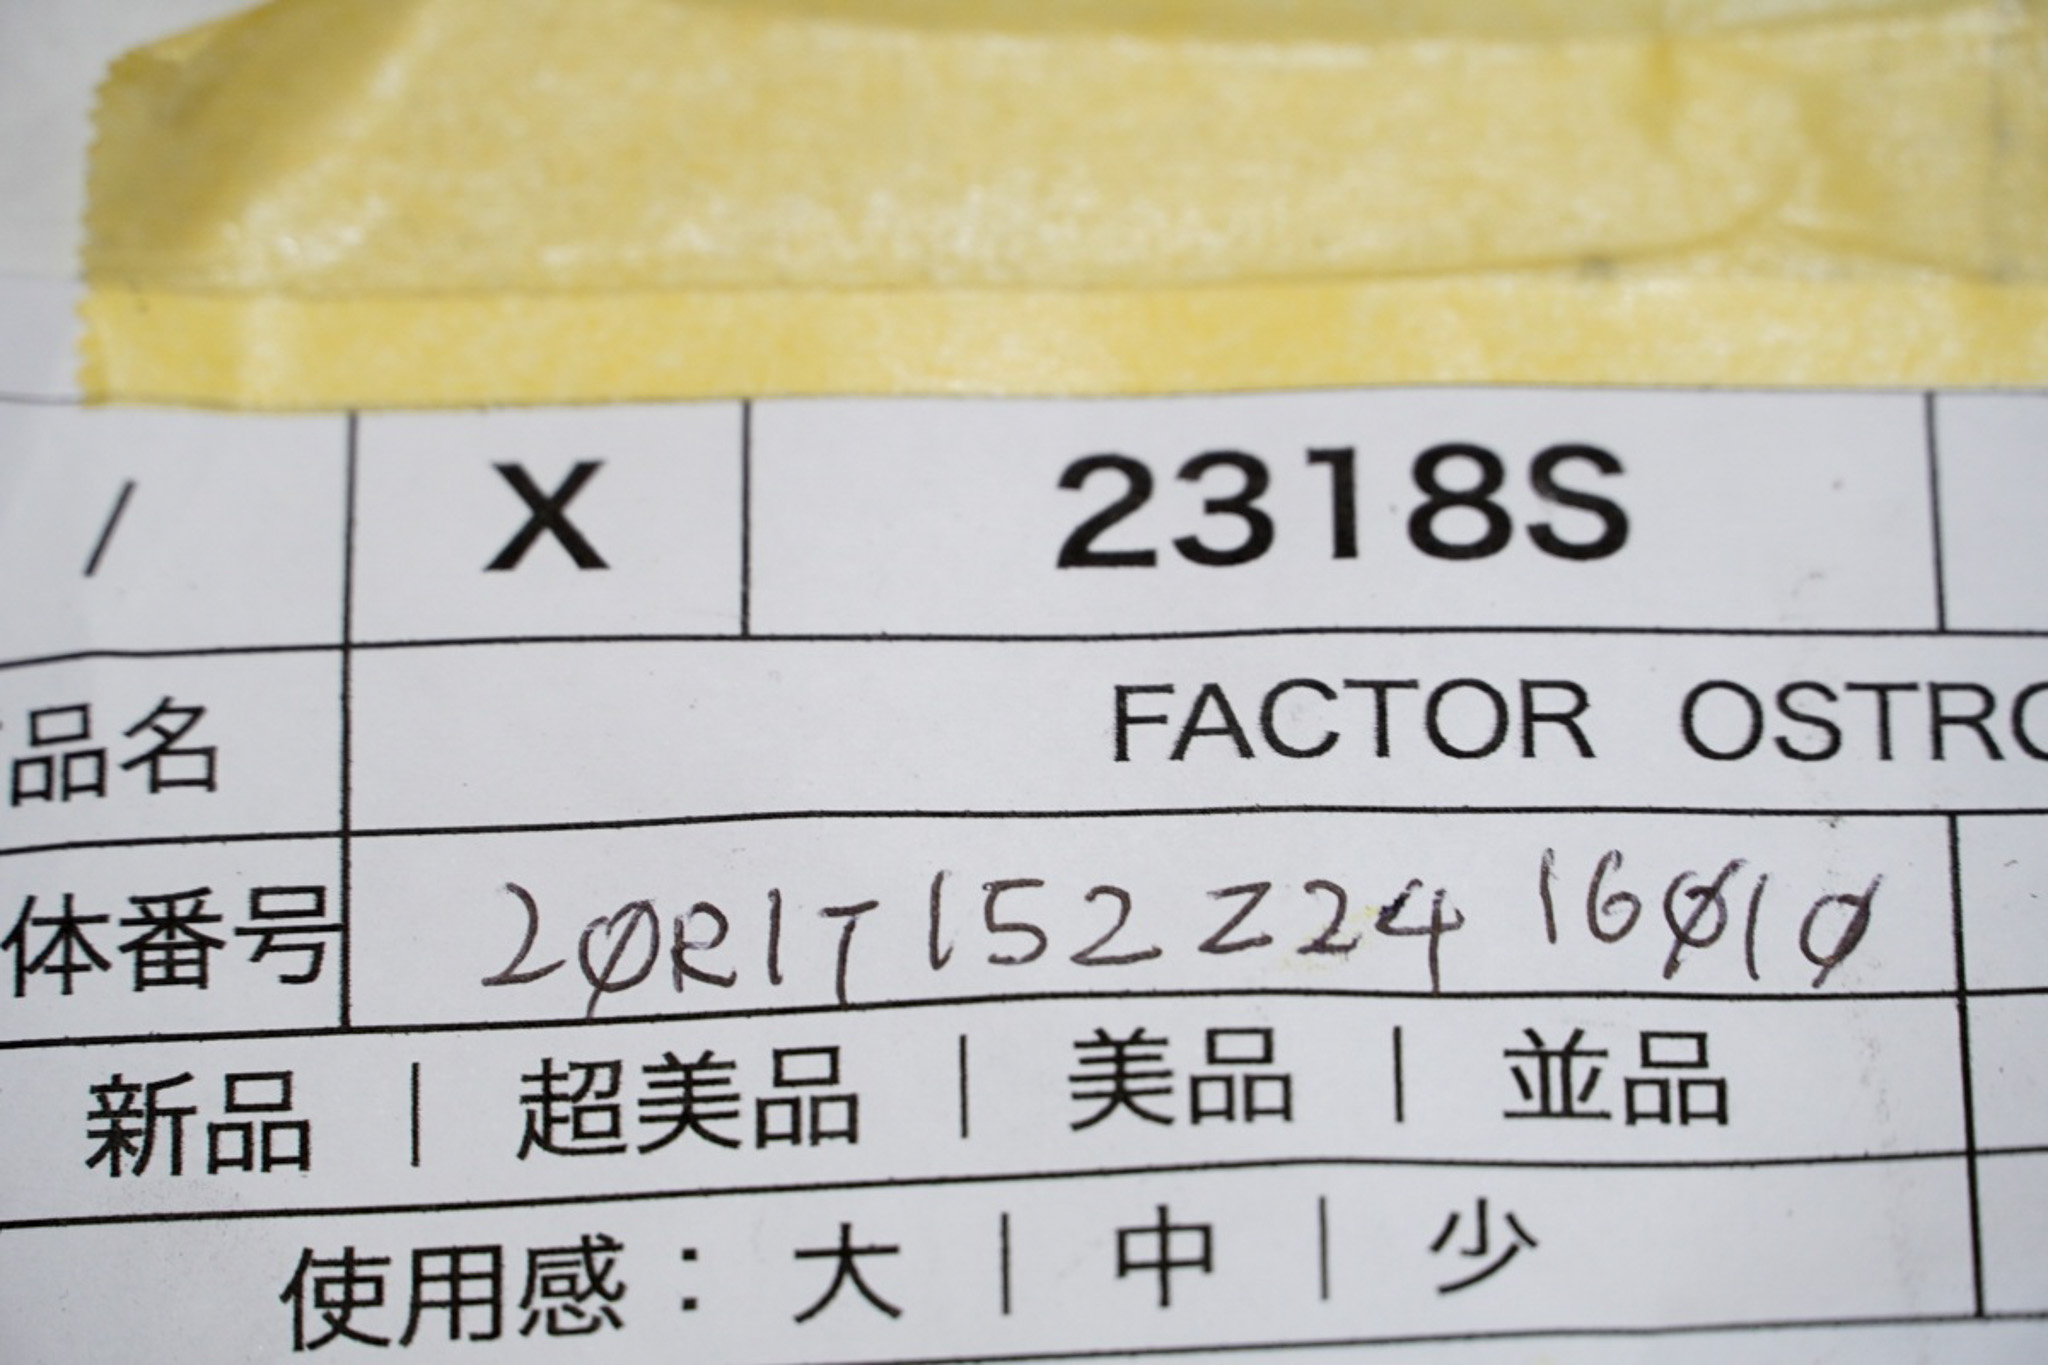 / X 2318S
品名 FACTOR OSTRO
体番号 2ØR1T152Z2416Ø1Ø
新品 | 超美品 | 美品 | 並品
使用感 : 大 | 中 | 少